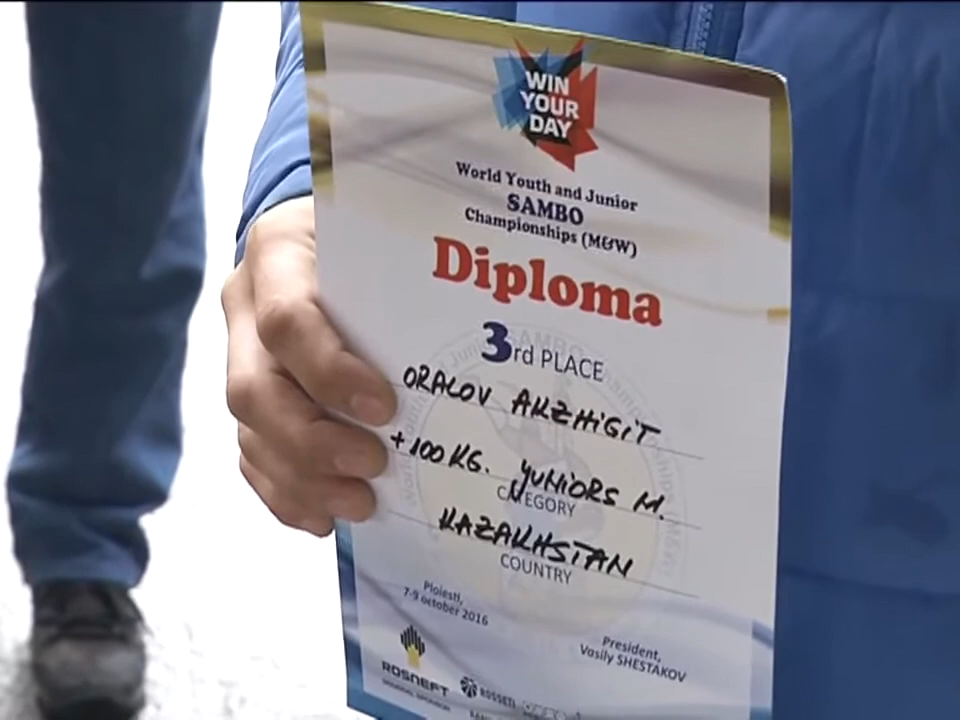 WIN
YOUR
DAY
World Youth and Junior
SAMBO
Championships (M&W)
Diploma
3rd PLACE
ORALOV AKZHIGIT
+100 KG. YUNIORS M.
CATEGORY
KAZAKHSTAN
COUNTRY
Ploiesti,
7-9 october 2016
President,
Vasily SHESTAKOV
ROSNEFT
ROSSETI